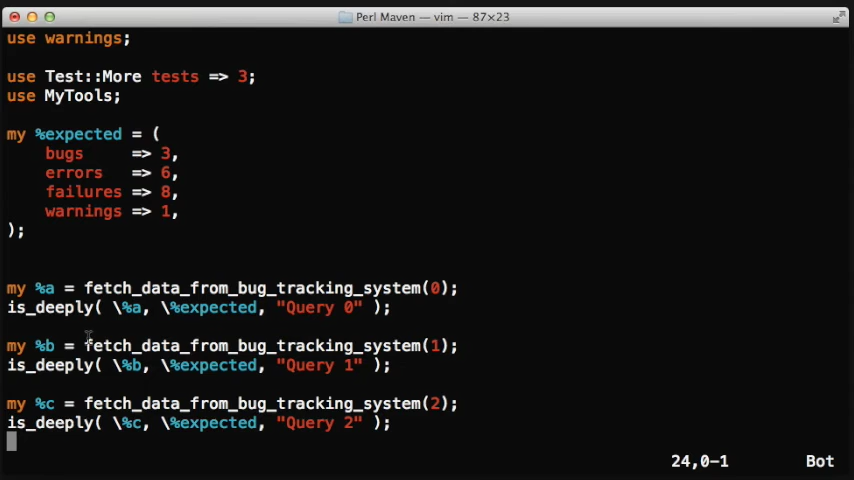 Perl Maven — vim — 87×23
use warnings;
use Test::More tests => 3;
use MyTools;
my %expected = (
bugs => 3,
errors => 6,
failures => 8,
warnings => 1,
);
my %a = fetch_data_from_bug_tracking_system(0);
is_deeply( \%a, \%expected, "Query 0" );
my %b = fetch_data_from_bug_tracking_system(1);
is_deeply( \%b, \%expected, "Query 1" );
my %c = fetch_data_from_bug_tracking_system(2);
is_deeply( \%c, \%expected, "Query 2" );
24,0-1 Bot